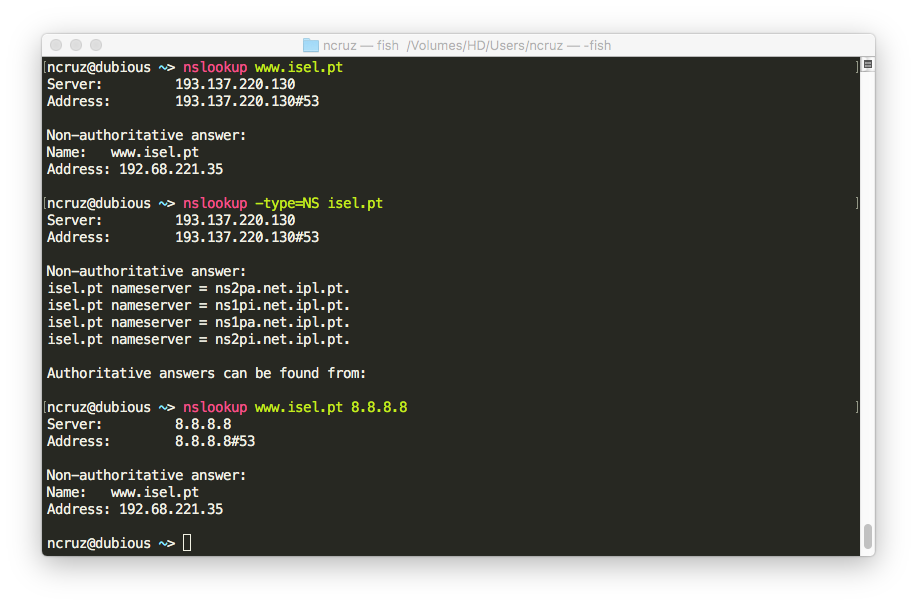 ncruz — fish /Volumes/HD/Users/ncruz — -fish
[ncruz@dubious ~> nslookup www.isel.pt ]
Server: 193.137.220.130
Address: 193.137.220.130#53
Non-authoritative answer:
Name: www.isel.pt
Address: 192.68.221.35
[ncruz@dubious ~> nslookup -type=NS isel.pt ]
Server: 193.137.220.130
Address: 193.137.220.130#53
Non-authoritative answer:
isel.pt nameserver = ns2pa.net.ipl.pt.
isel.pt nameserver = ns1pi.net.ipl.pt.
isel.pt nameserver = ns1pa.net.ipl.pt.
isel.pt nameserver = ns2pi.net.ipl.pt.
Authoritative answers can be found from:
[ncruz@dubious ~> nslookup www.isel.pt 8.8.8.8 ]
Server: 8.8.8.8
Address: 8.8.8.8#53
Non-authoritative answer:
Name: www.isel.pt
Address: 192.68.221.35
ncruz@dubious ~>